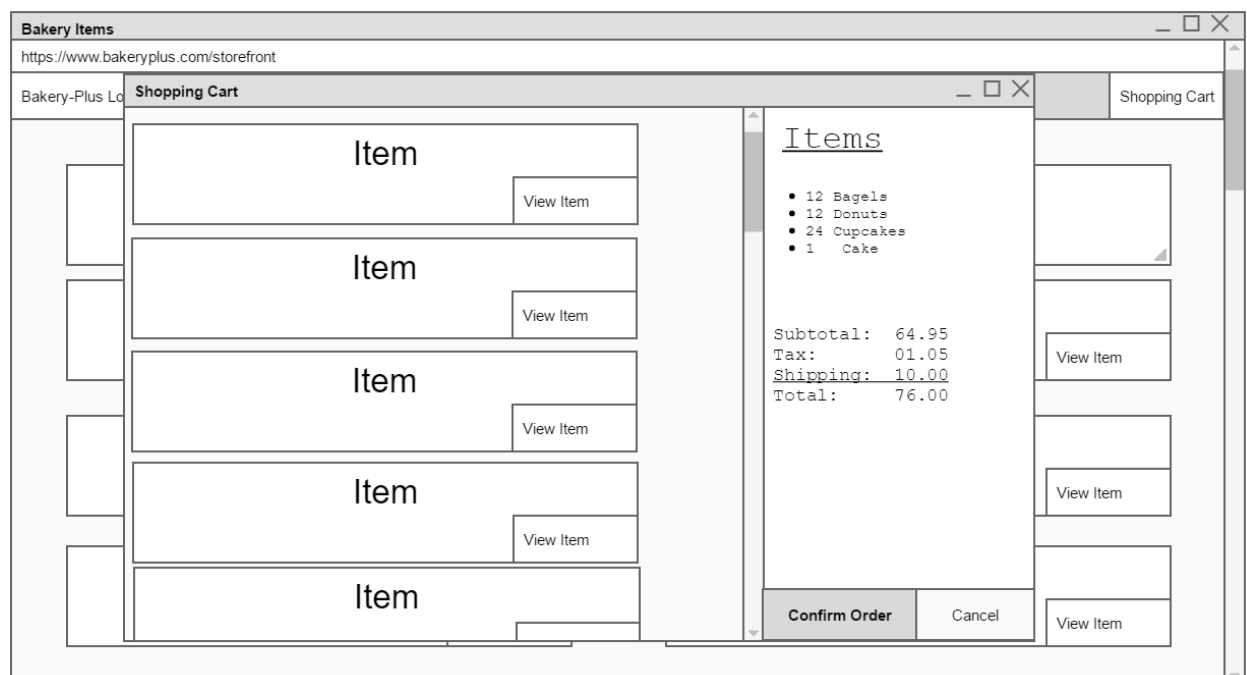 Bakery Items
https://www.bakeryplus.com/storefront
Bakery-Plus Lo
Shopping Cart
Shopping Cart
Item
View Item
Item
View Item
Item
View Item
Item
View Item
Item
Items
• 12 Bagels
• 12 Donuts
• 24 Cupcakes
• 1 Cake
Subtotal: 64.95
Tax: 01.05
Shipping: 10.00
Total: 76.00
Confirm Order
Cancel
View Item
View Item
View Item